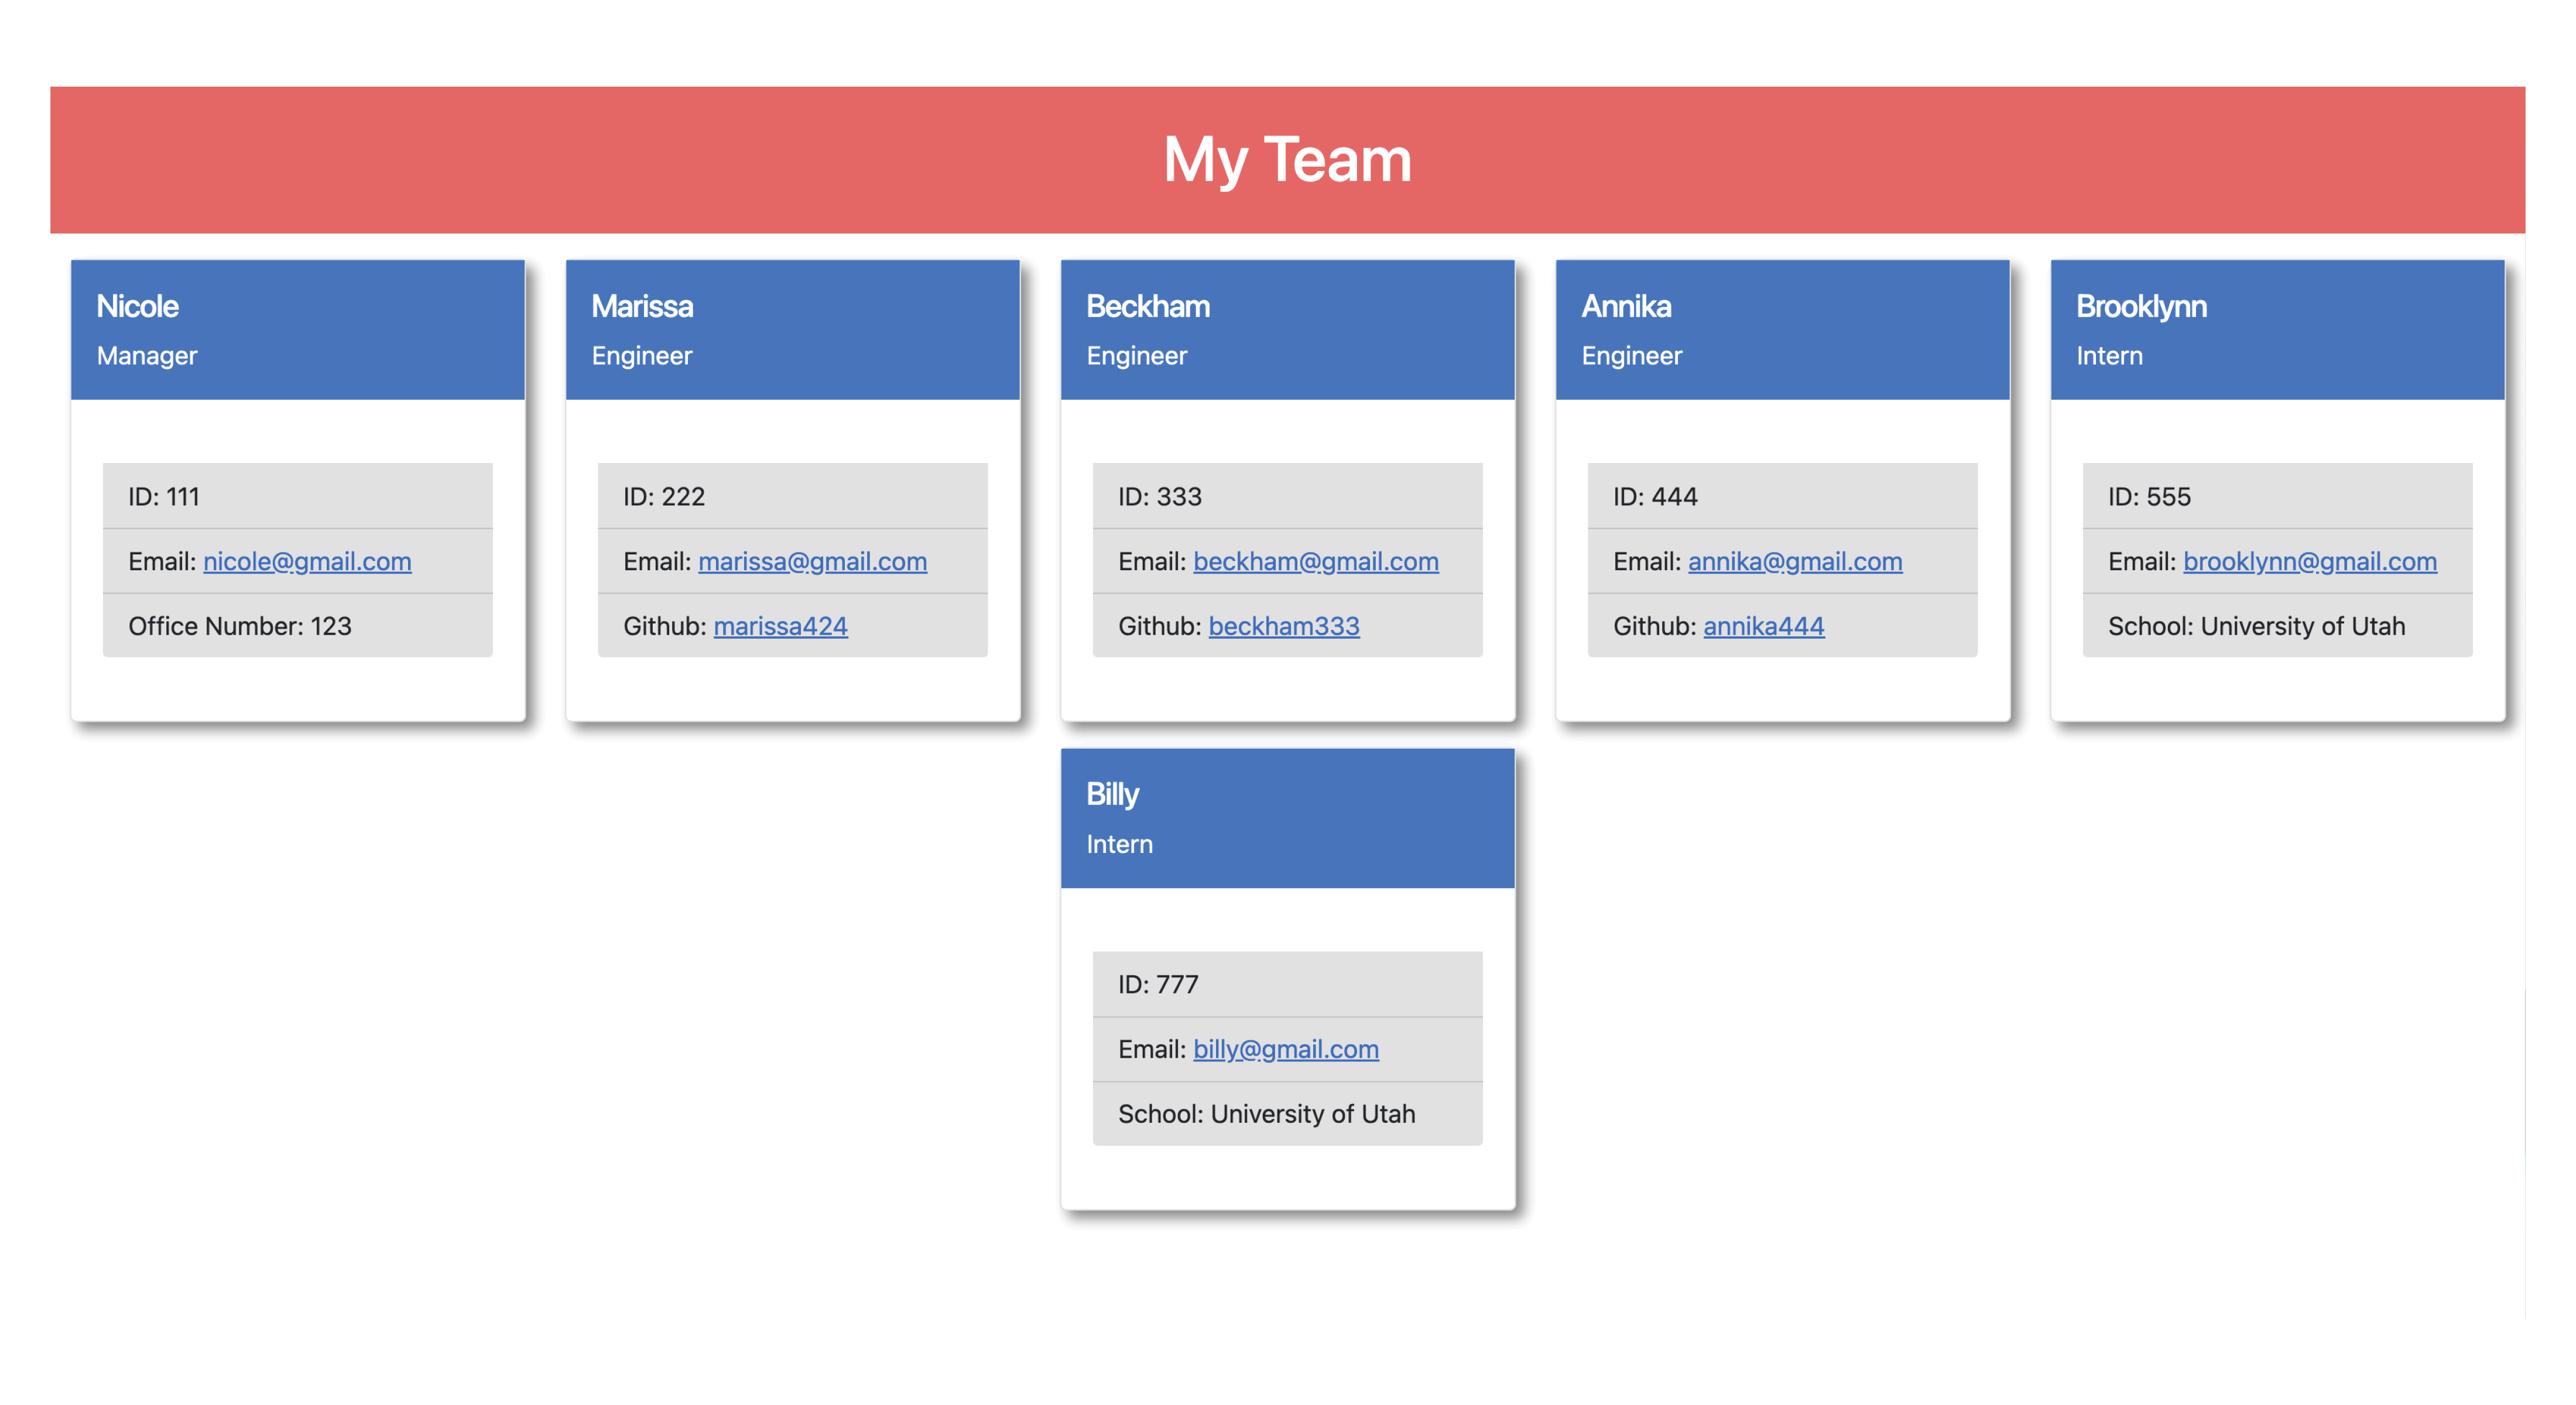 My Team
Nicole
Manager
ID: 111
Email: nicole@gmail.com
Office Number: 123
Marissa
Engineer
ID: 222
Email: marissa@gmail.com
Github: marissa424
Beckham
Engineer
ID: 333
Email: beckham@gmail.com
Github: beckham333
Annika
Engineer
ID: 444
Email: annika@gmail.com
Github: annika444
Brooklynn
Intern
ID: 555
Email: brooklynn@gmail.com
School: University of Utah
Billy
Intern
ID: 777
Email: billy@gmail.com
School: University of Utah